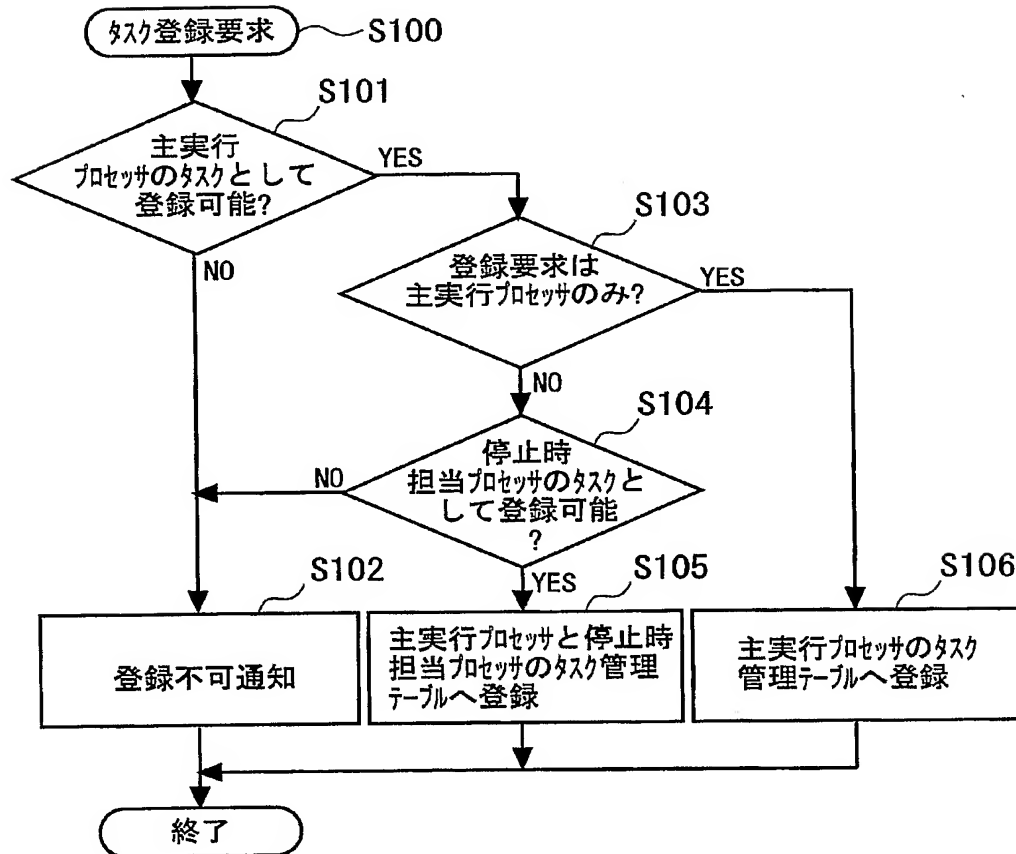 タスク登録要求
S100
S101
主実行
プロセッサのタスクとして
登録可能?
YES
NO
S103
登録要求は
主実行プロセッサのみ?
YES
NO
S104
停止時
担当プロセッサのタスクと
して登録可能
?
NO
YES
S102
登録不可通知
S105
主実行プロセッサと停止時
担当プロセッサのタスク管理
テーブルへ登録
S106
主実行プロセッサのタスク
管理テーブルへ登録
終了